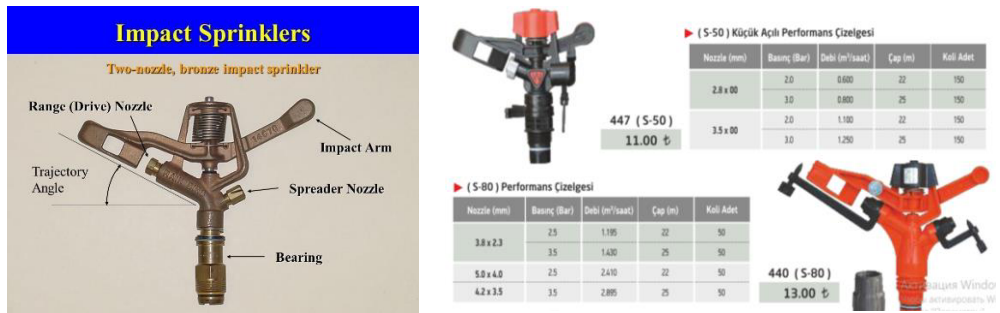 Impact Sprinklers
Two-nozzle, bronze impact sprinkler
Range (Drive) Nozzle
Impact Arm
Trajectory
Angle
Spreader Nozzle
Bearing
( S-50 ) Küçük Açılı Performans Çizelgesi
Nozzle (mm) Basınç (Bar) Debi (m³/saat) Çap (m) Koli Adet
2.8 x 00 2.0 0.600 22 150
3.0 0.800 25 150
3.5 x 00 2.0 1.100 22 150
3.0 1.250 25 150
447 ( S-50 )
11.00 ₺
( S-80 ) Performans Çizelgesi
Nozzle (mm) Basınç (Bar) Debi (m³/saat) Çap (m) Koli Adet
3.8 x 2.3 2.5 1.195 22 50
3.5 1.430 25 50
5.0 x 4.0 2.5 2.410 22 50
4.2 x 3.5 3.5 2.895 25 50
440 ( S-80 )
13.00 ₺
Активация Window
активировать W